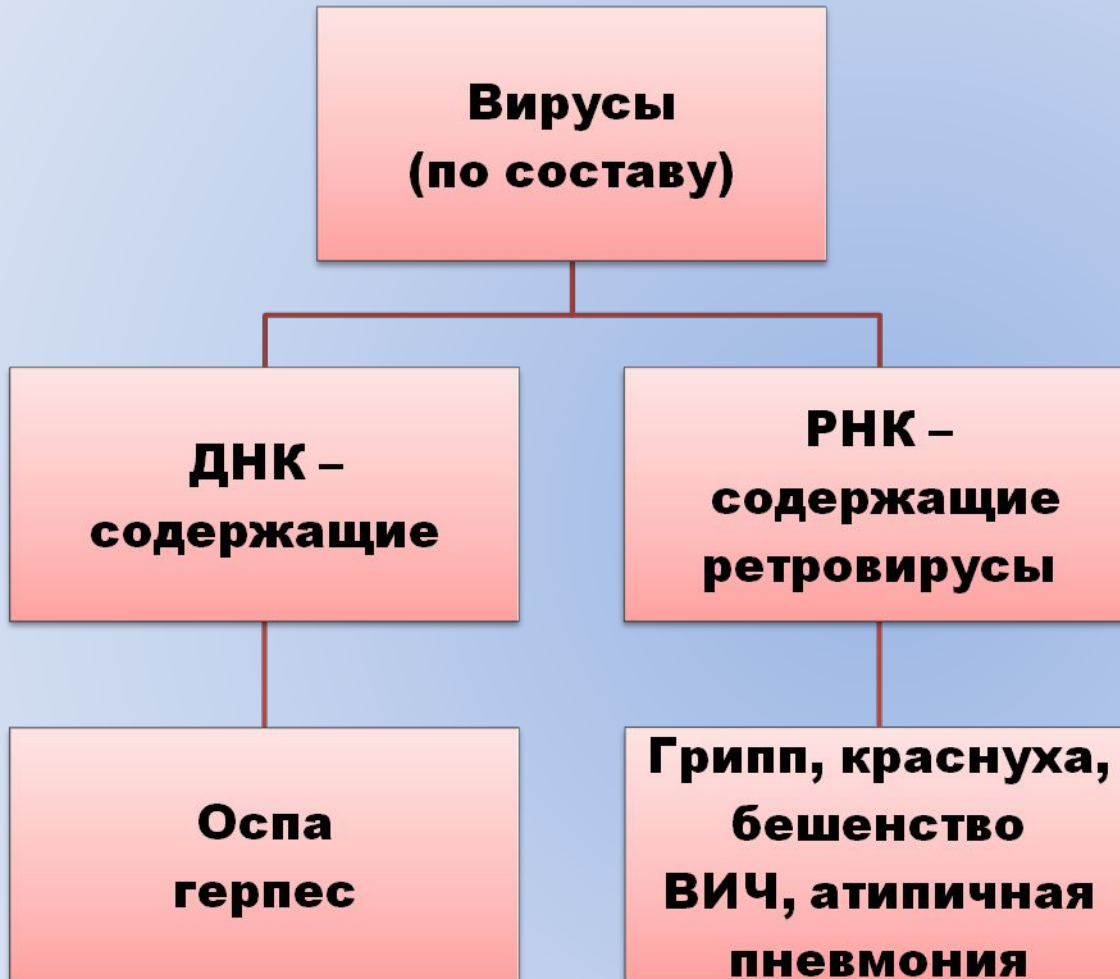 Вирусы
(по составу)
ДНК –
содержащие
РНК –
содержащие
ретровирусы
Оспа
герпес
Грипп, краснуха,
бешенство
ВИЧ, атипичная
пневмония